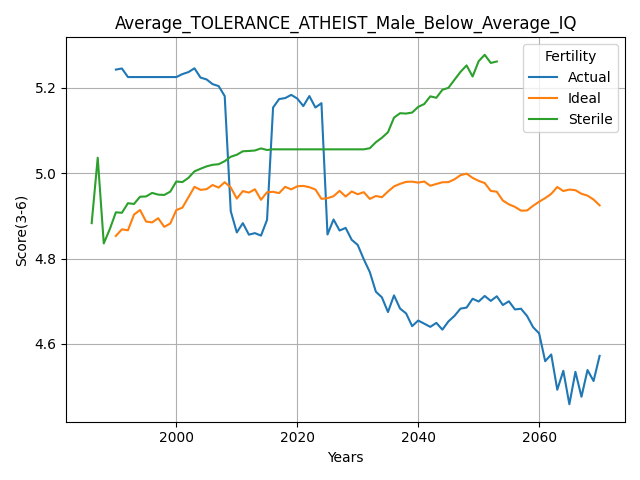 Average_TOLERANCE_ATHEIST_Male_Below_Average_IQ
Fertility
Actual
Ideal
Sterile
Score(3-6)
5.2
5.0
4.8
4.6
2000 2020 2040 2060
Years